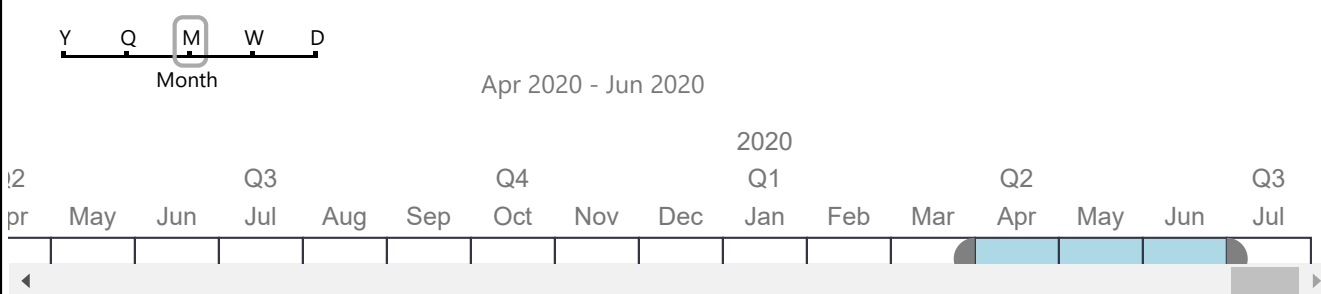 Y Q M W D
Month
Apr 2020 - Jun 2020
2020
Q3 Q4 Q1 Q2 Q3
May Jun Jul Aug Sep Oct Nov Dec Jan Feb Mar Apr May Jun Jul